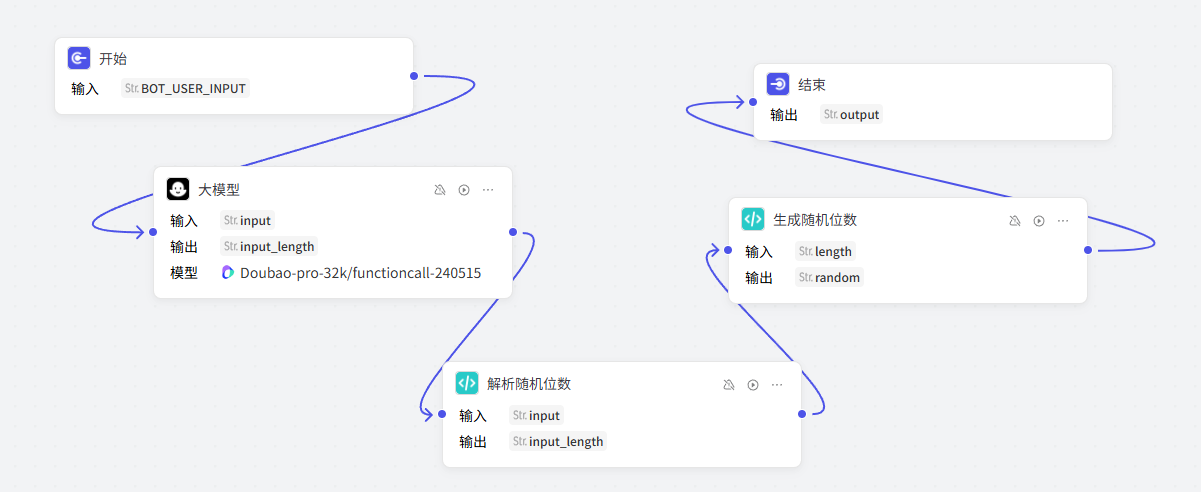 开始
输入 Str. BOT_USER_INPUT
大模型
输入 Str. input
输出 Str. input_length
模型 Doubao-pro-32k/functioncall-240515
解析随机位数
输入 Str. input
输出 Str. input_length
生成随机位数
输入 Str. length
输出 Str. random
结束
输出 Str. output